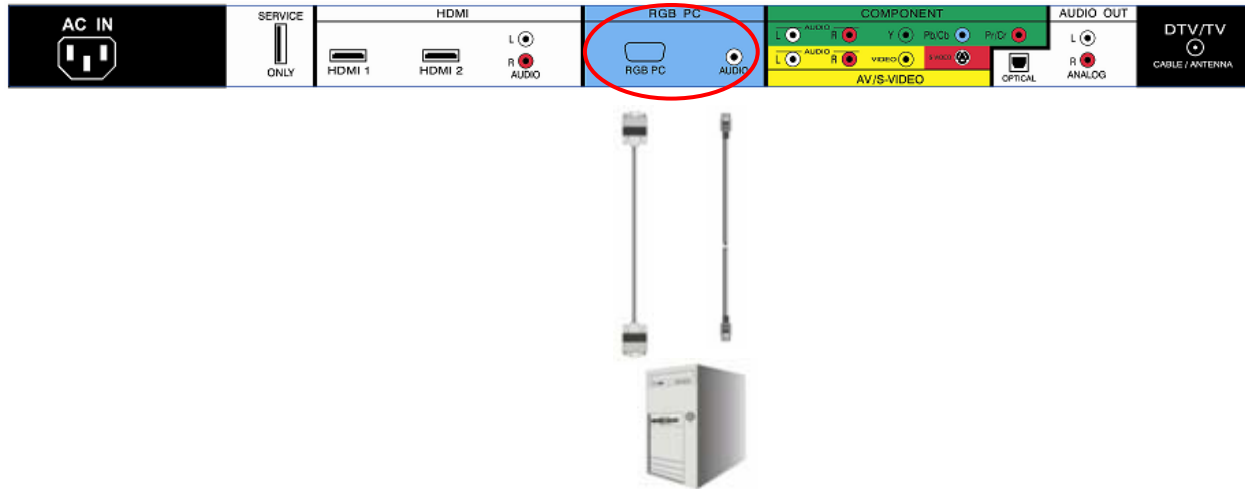 AC IN
SERVICE
ONLY
HDMI
HDMI 1
HDMI 2
L
R
AUDIO
RGB PC
RGB PC
AUDIO
COMPONENT
L AUDIO R Y Pb/Cb Pr/Cr
L AUDIO R VIDEO S-VIDEO
AV/S-VIDEO
OPTICAL
AUDIO OUT
L
R
ANALOG
DTV/TV
CABLE / ANTENNA